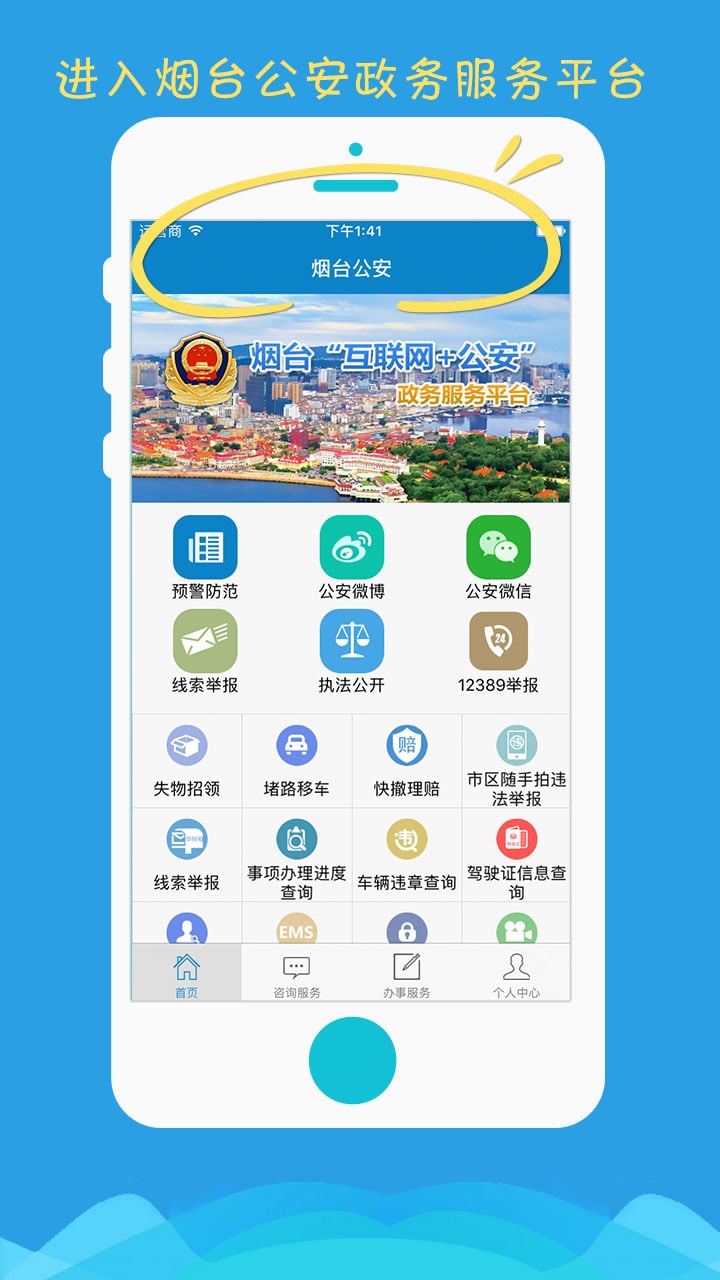 进入烟台公安政务服务平台
运营商 下午1:41
烟台公安
烟台“互联网+公安”
政务服务平台
预警防范 公安微博 公安微信
24
线索举报 执法公开 12389举报
赔
失物招领 堵路移车 快撤理赔 市区随手拍违
法举报
违
线索举报 事项办理进度
查询 车辆违章查询 驾驶证信息查
询
EMS
首页 咨询服务 办事服务 个人中心